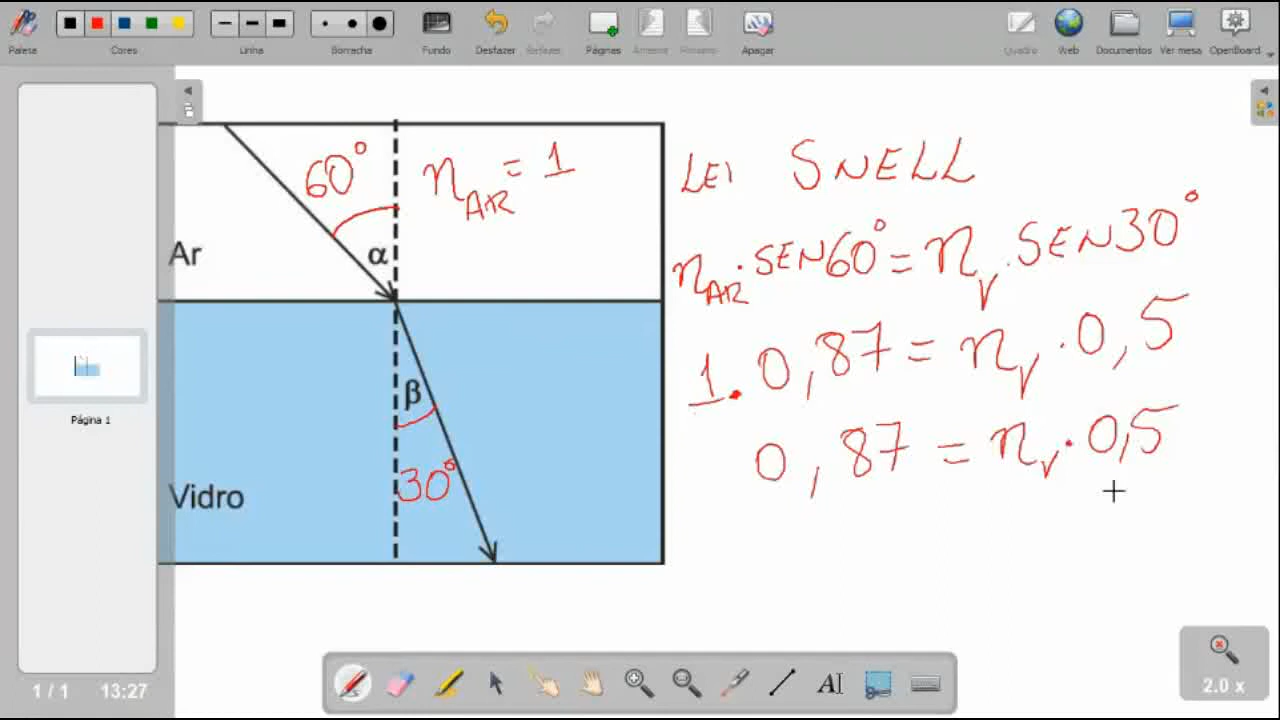 Paleta Cores Linha Borracha Fundo Desfazer Refazer Páginas Anterior Próximo Apagar Quadro Web Documentos Ver mesa OpenBoard
60° n_AR = 1
LEI SNELL
Ar α
n_AR · SEN60° = n_v · SEN30°
1 · 0,87 = n_v · 0,5
β
0,87 = n_v · 0,5
30°
Vidro
Página 1
1 / 1 13:27
AI
2.0 x